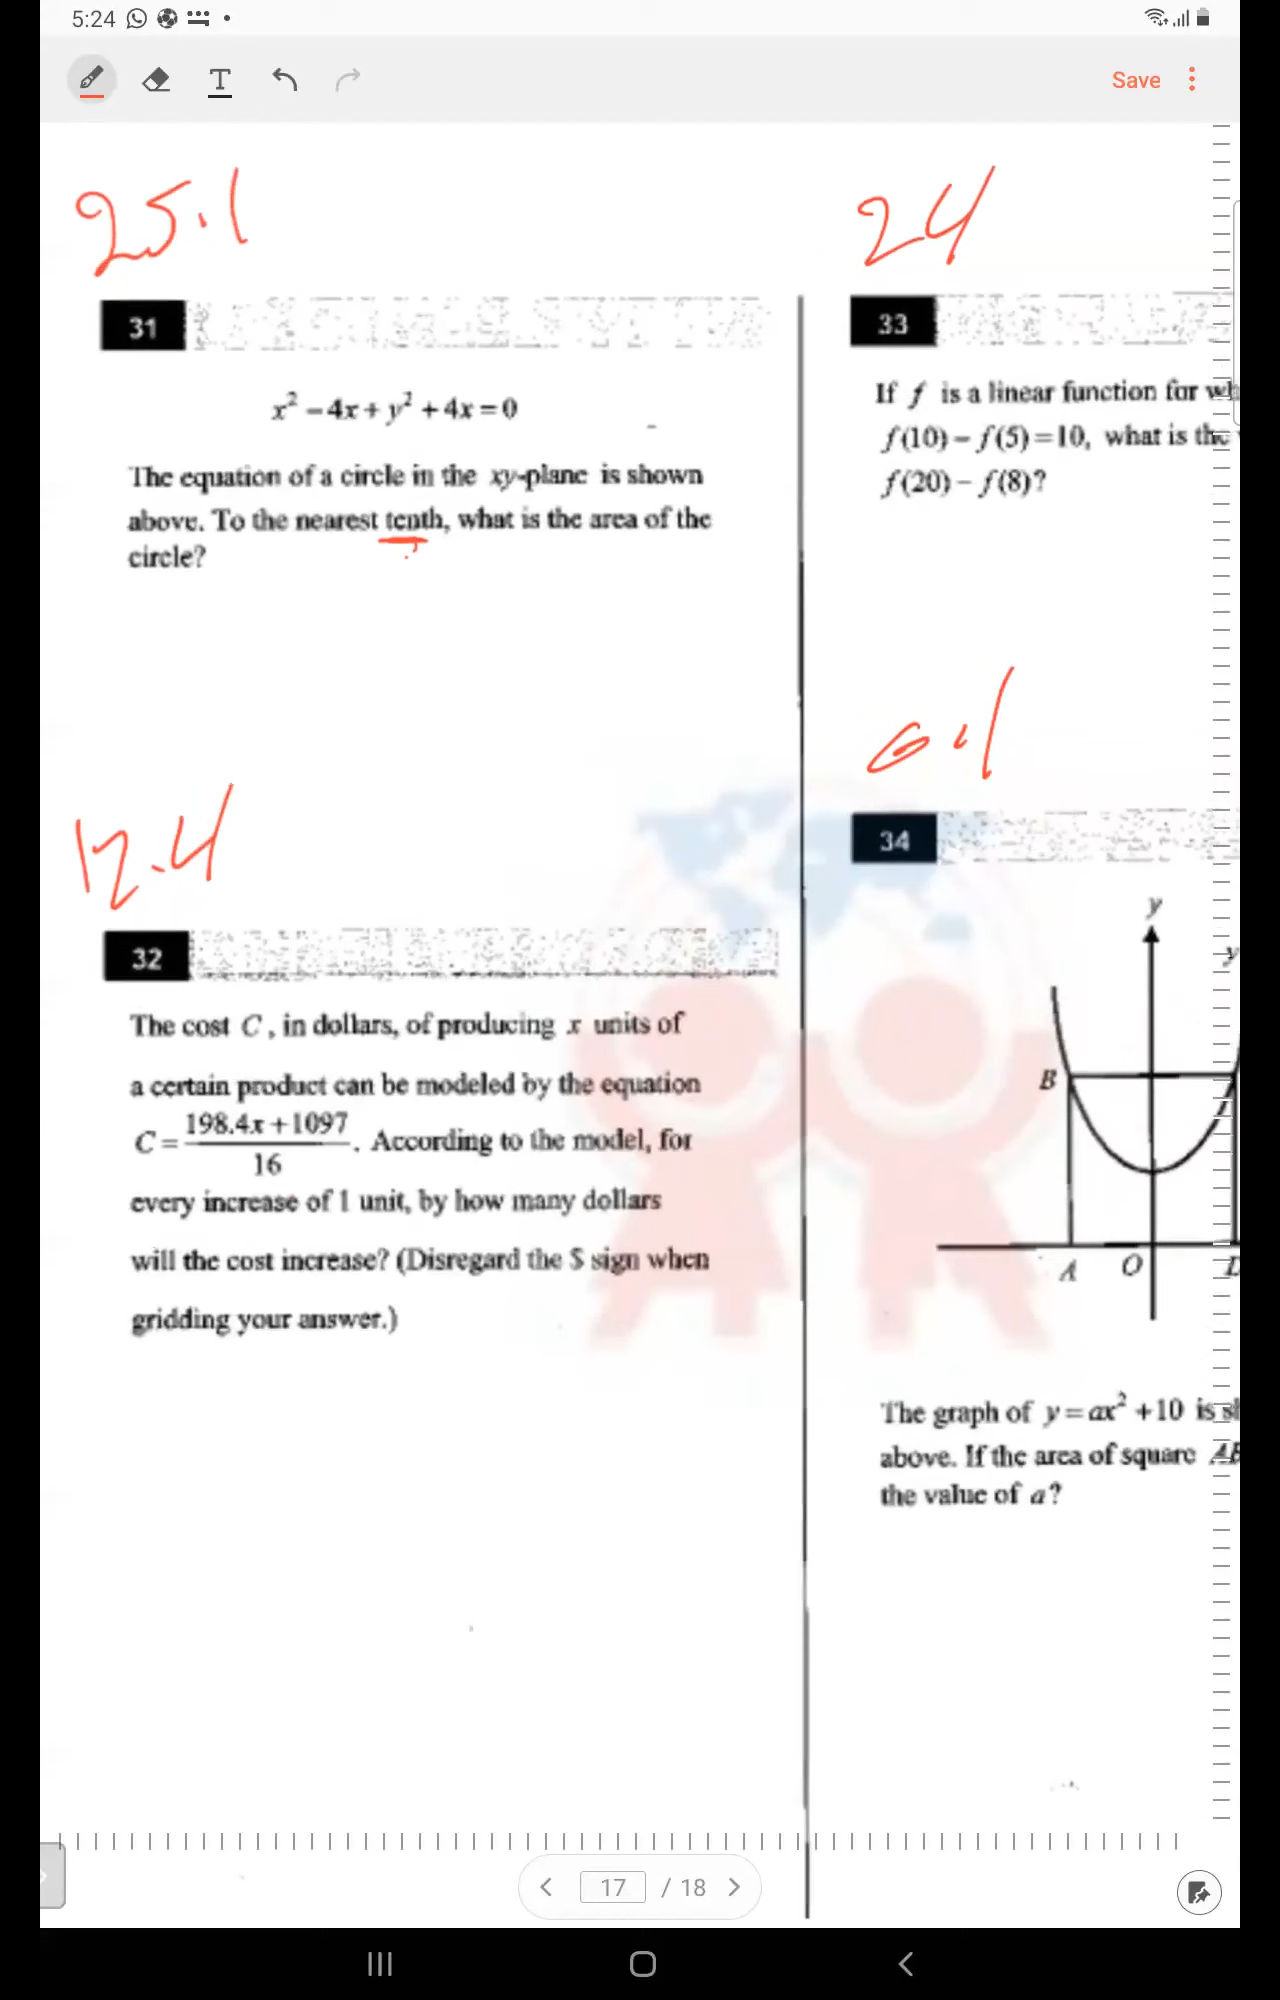 5:24
Save
25.1
31
x² – 4x + y² + 4x = 0
The equation of a circle in the xy-plane is shown
above. To the nearest tenth, what is the area of the
circle?
12.4
32
The cost C, in dollars, of producing x units of
a certain product can be modeled by the equation
C = 198.4x + 1097 / 16 . According to the model, for
every increase of 1 unit, by how many dollars
will the cost increase? (Disregard the $ sign when
gridding your answer.)
24
33
If f is a linear function for
f(10) – f(5) = 10, what is the
f(20) – f(8)?
34
y
y
B
A O
The graph of y = ax² + 10 is
above. If the area of square
the value of a?
17 / 18